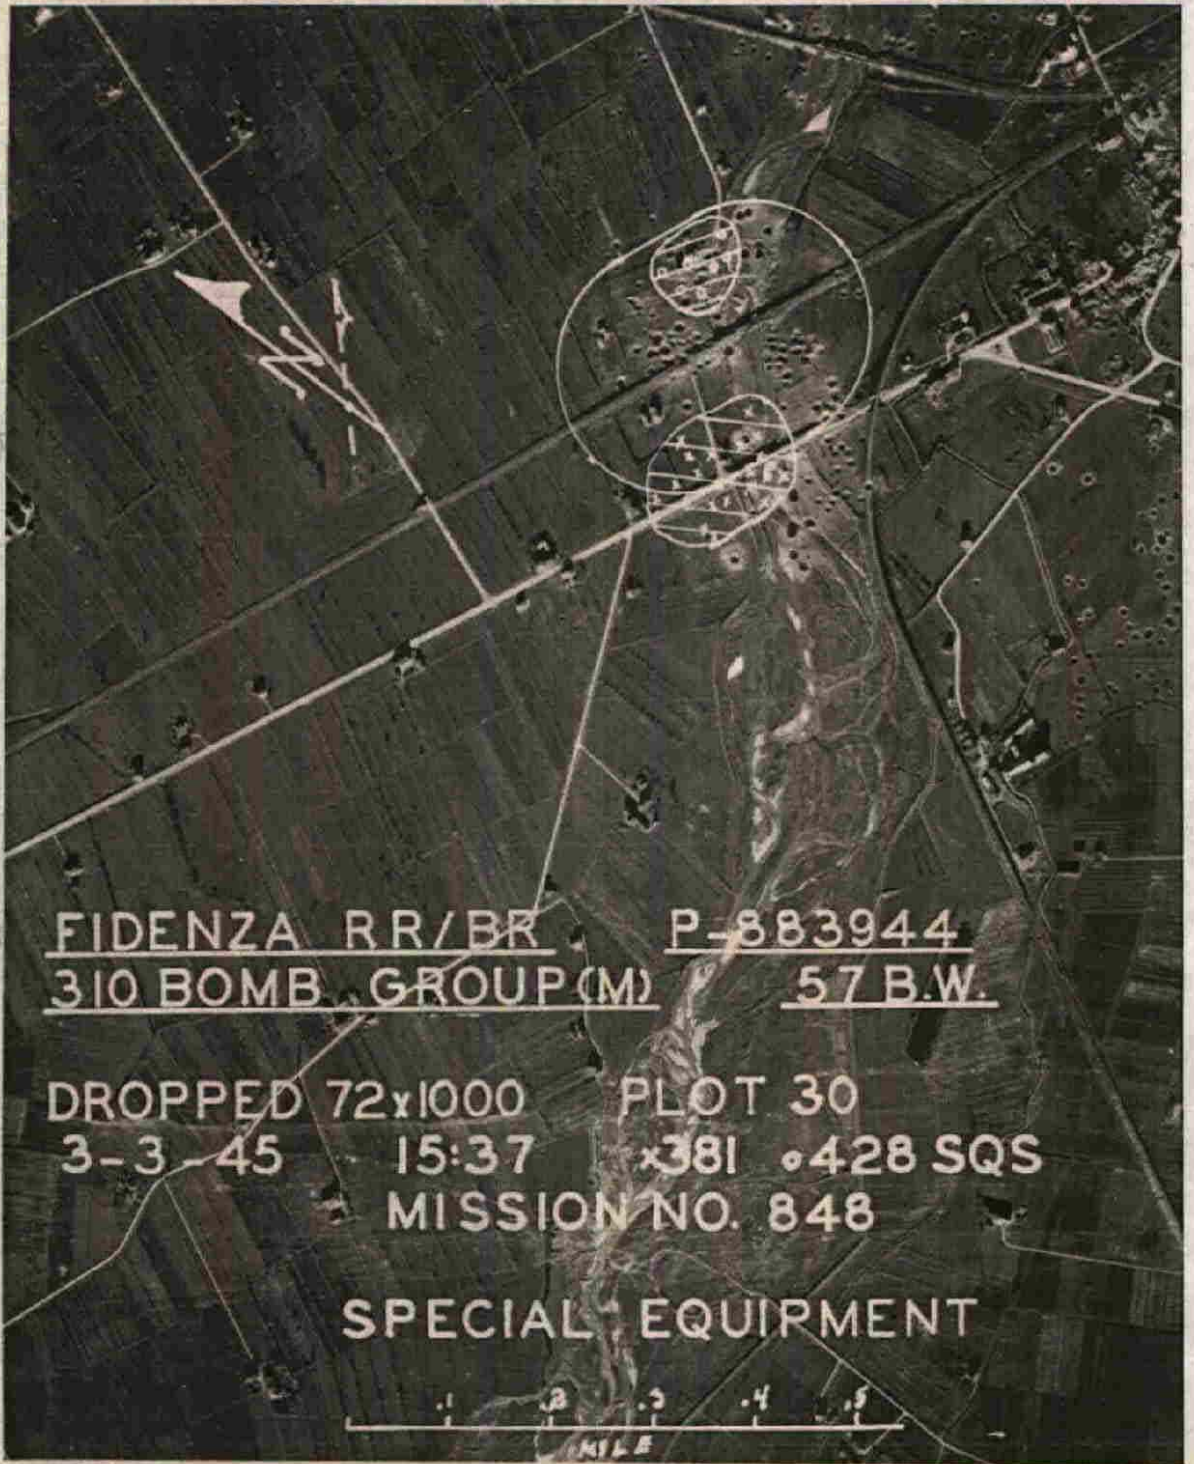 N
FIDENZA RR/BR P-883944
310 BOMB GROUP(M) 57 B.W.
DROPPED 72x1000 PLOT 30
3-3-45 15:37 x381 o428 SQS
MISSION NO. 848
SPECIAL EQUIPMENT
.1 .2 .3 .4 .5
MILE